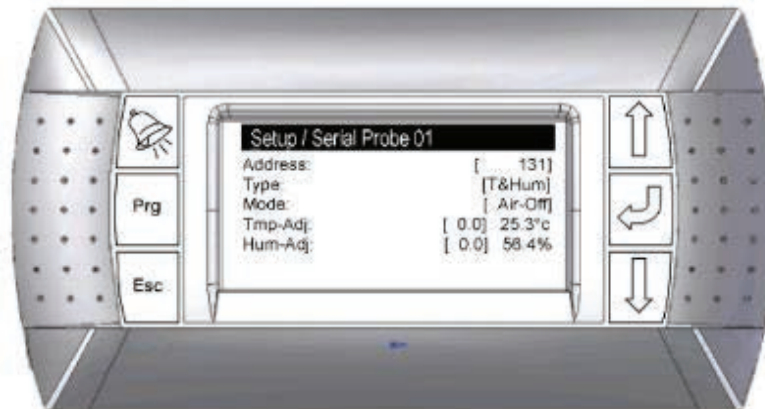 Setup / Serial Probe 01
Address: [ 131]
Type: [T&Hum]
Mode: [ Air-Off]
Tmp-Adj: [ 0.0] 25.3°c
Hum-Adj: [ 0.0] 56.4%
Prg
Esc